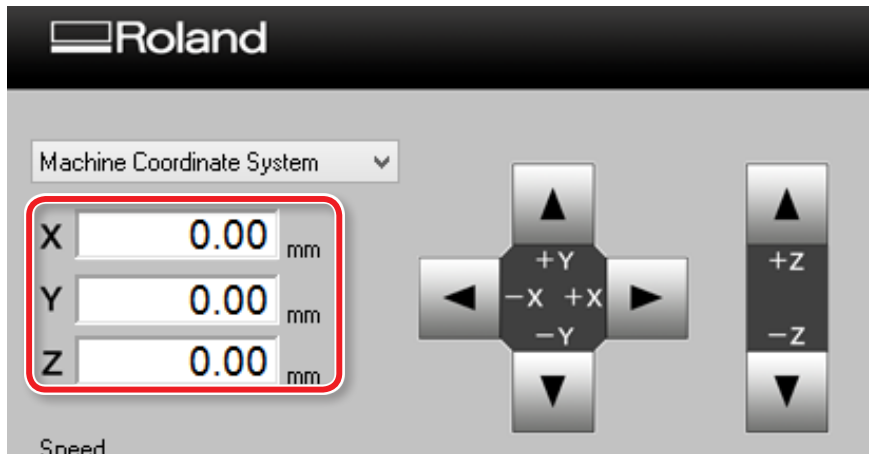 Roland
Machine Coordinate System
X 0.00 mm
Y 0.00 mm
Z 0.00 mm
+Y
-X +X
-Y
+Z
-Z
Speed